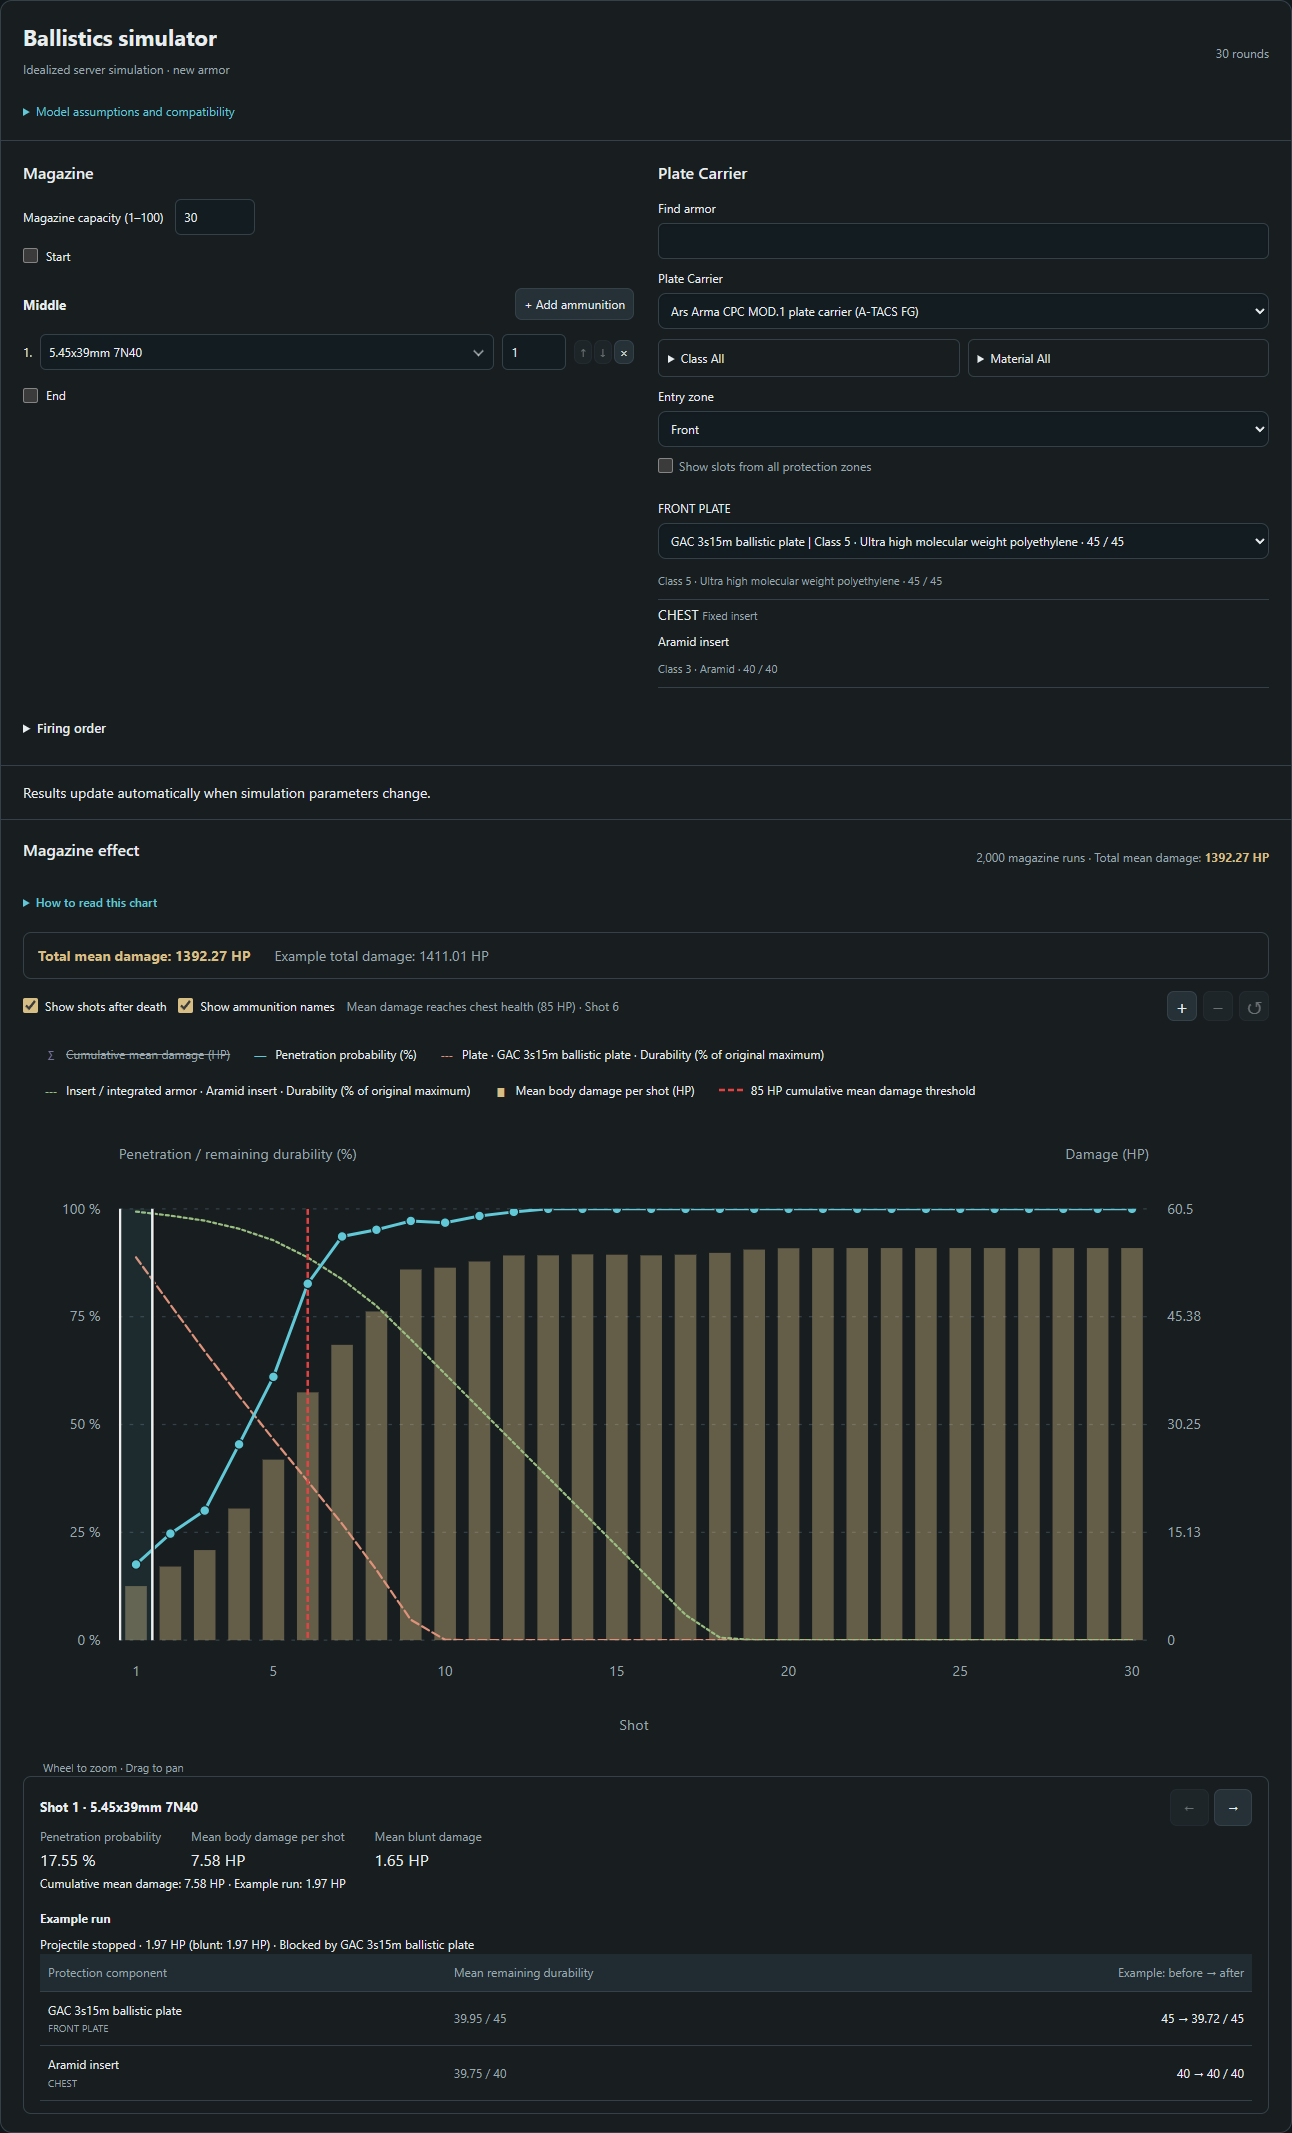 Ballistics simulator
Idealized server simulation · new armor
30 rounds
▶ Model assumptions and compatibility
Magazine
Magazine capacity (1–100) 30
Start
Middle
+ Add ammunition
1. 5.45x39mm 7N40 1 ↑ ↓ ×
End
Plate Carrier
Find armor
Plate Carrier
Ars Arma CPC MOD.1 plate carrier (A-TACS FG)
▶ Class All ▶ Material All
Entry zone
Front
Show slots from all protection zones
FRONT PLATE
GAC 3s15m ballistic plate | Class 5 · Ultra high molecular weight polyethylene · 45 / 45
Class 5 · Ultra high molecular weight polyethylene · 45 / 45
CHEST Fixed insert
Aramid insert
Class 3 · Aramid · 40 / 40
▶ Firing order
Results update automatically when simulation parameters change.
Magazine effect
2,000 magazine runs · Total mean damage: 1392.27 HP
▶ How to read this chart
Total mean damage: 1392.27 HP Example total damage: 1411.01 HP
Show shots after death Show ammunition names Mean damage reaches chest health (85 HP) · Shot 6
+ − ↺
Σ Cumulative mean damage (HP) — Penetration probability (%) --- Plate · GAC 3s15m ballistic plate · Durability (% of original maximum)
--- Insert / integrated armor · Aramid insert · Durability (% of original maximum) Mean body damage per shot (HP) 85 HP cumulative mean damage threshold
Penetration / remaining durability (%) Damage (HP)
100 % 60.5
75 % 45.38
50 % 30.25
25 % 15.13
0 % 0
1 5 10 15 20 25 30
Shot
Wheel to zoom · Drag to pan
Shot 1 · 5.45x39mm 7N40
← →
Penetration probability Mean body damage per shot Mean blunt damage
17.55 % 7.58 HP 1.65 HP
Cumulative mean damage: 7.58 HP · Example run: 1.97 HP
Example run
Projectile stopped · 1.97 HP (blunt: 1.97 HP) · Blocked by GAC 3s15m ballistic plate
Protection component Mean remaining durability Example: before → after
GAC 3s15m ballistic plate
FRONT PLATE
39.95 / 45 45 → 39.72 / 45
Aramid insert
CHEST
39.75 / 40 40 → 40 / 40